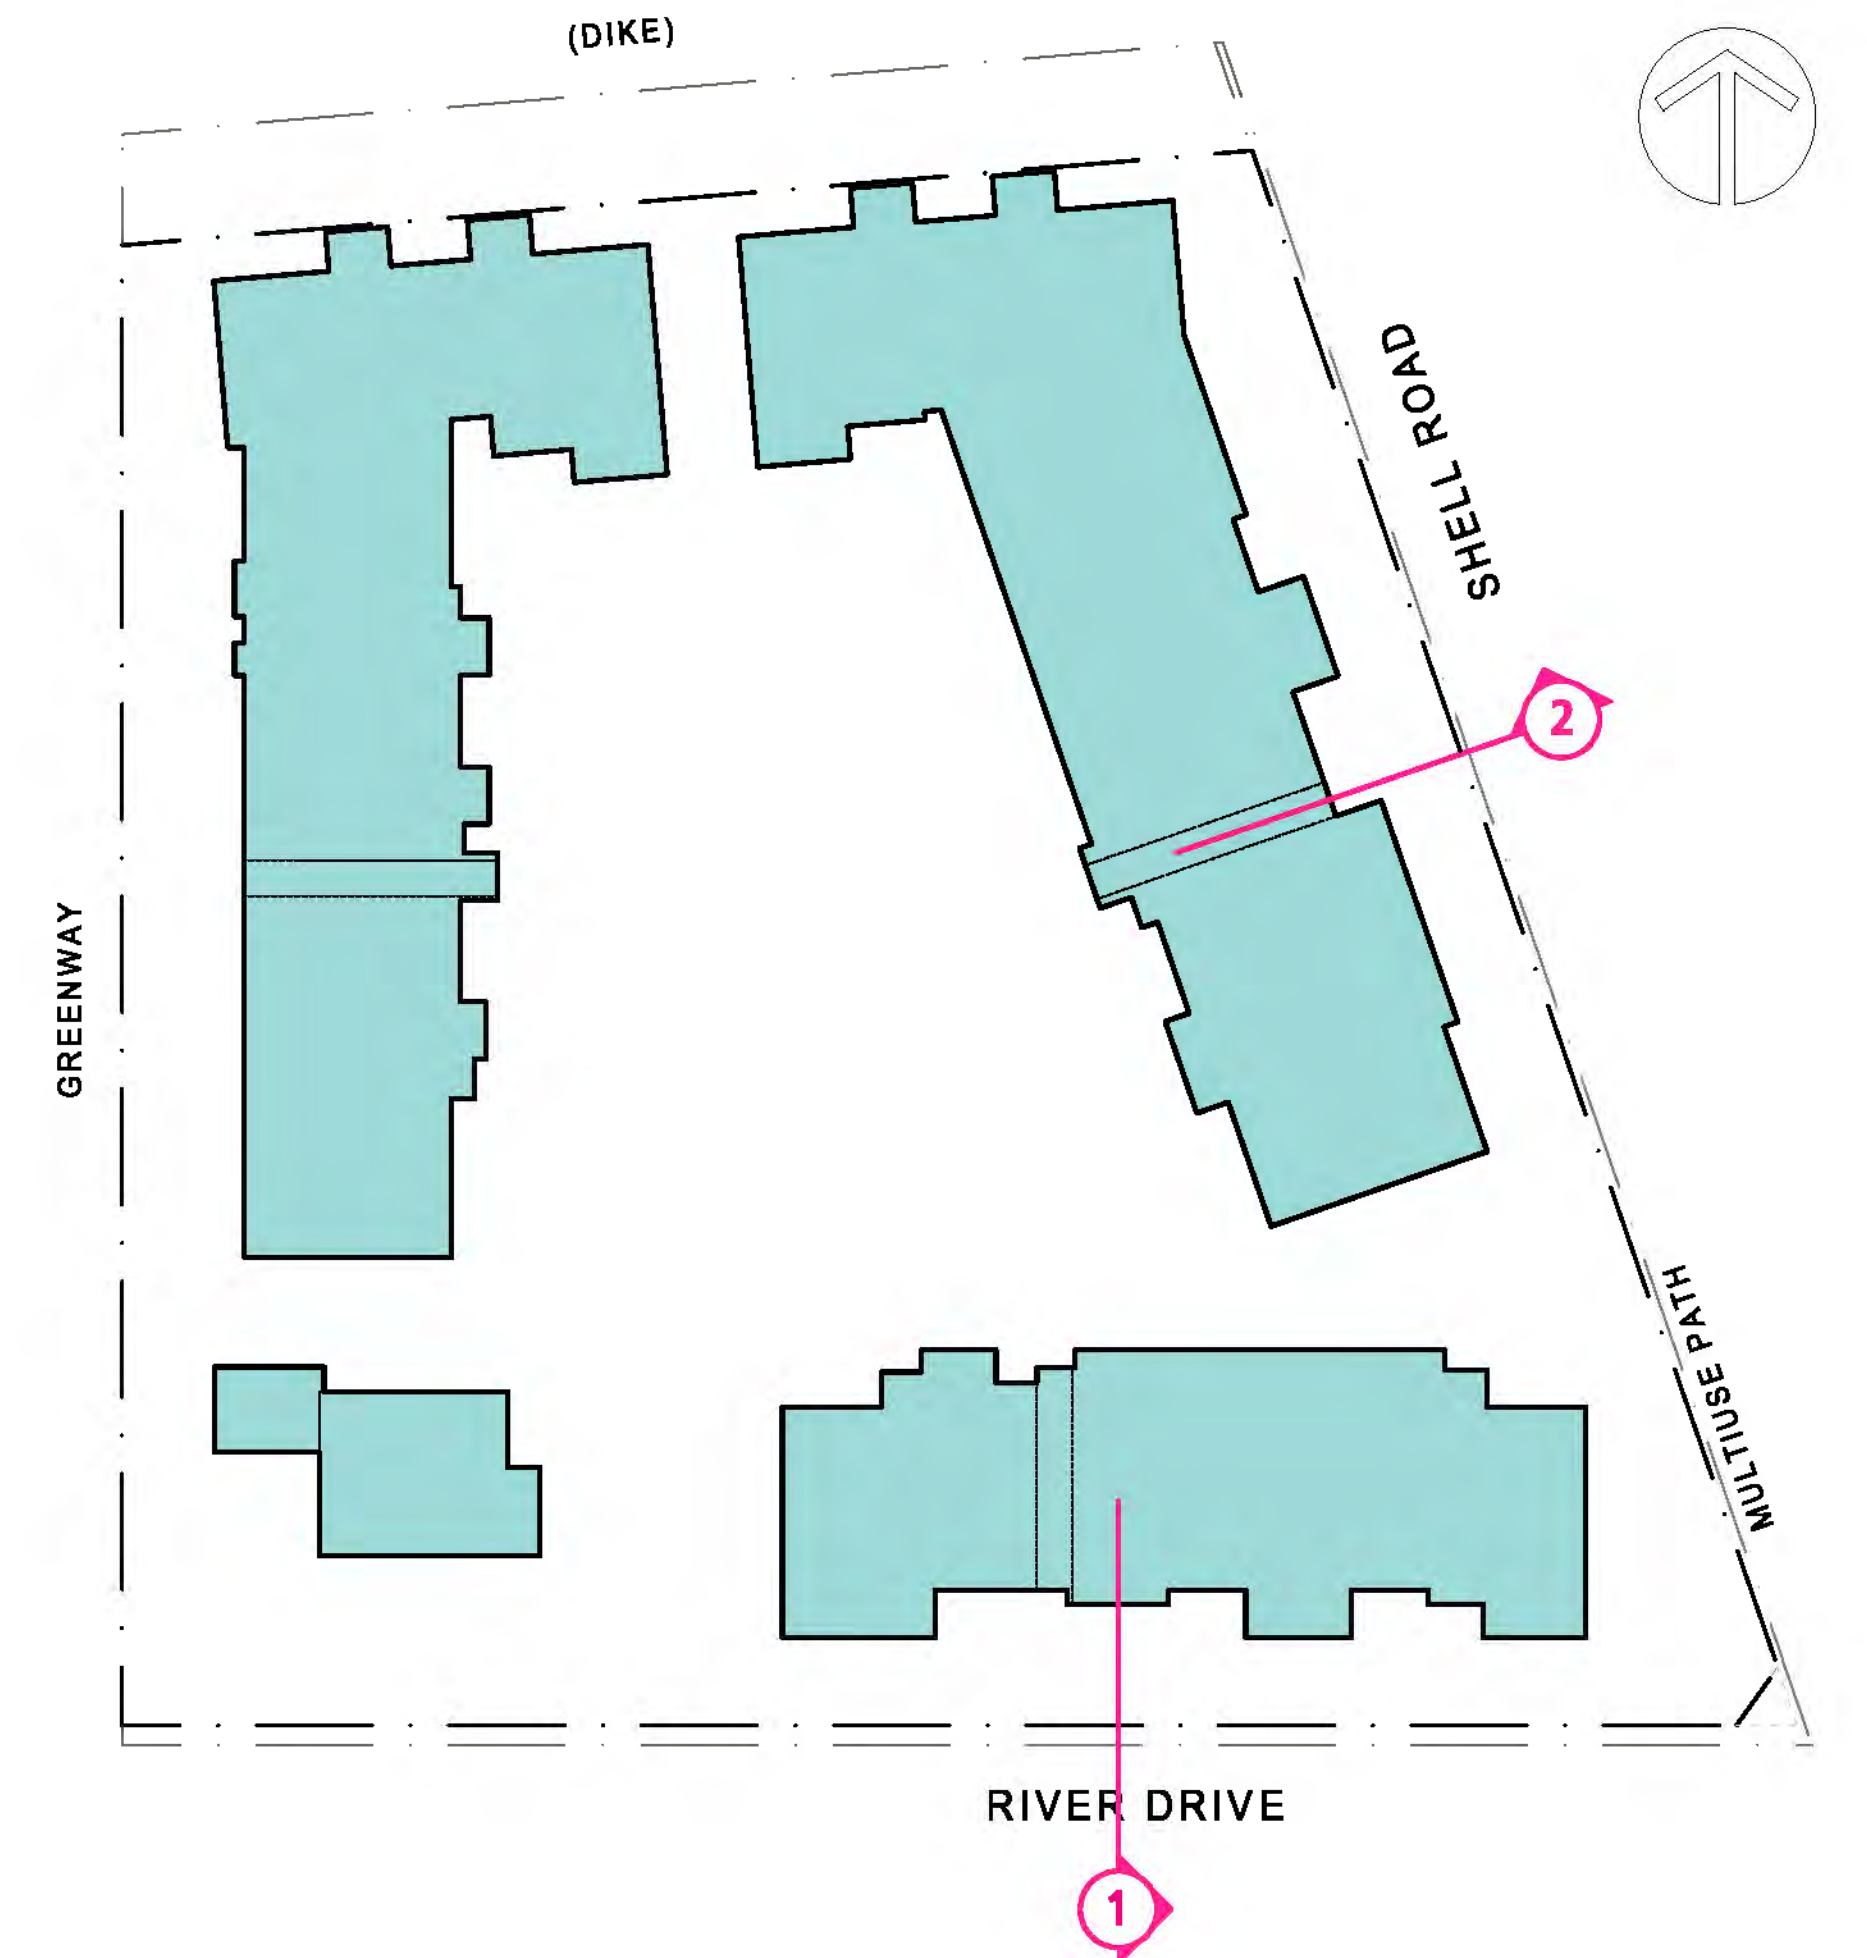 (DIKE)
SHELL ROAD
2
GREENWAY
MULTIUSE PATH
RIVER DRIVE
1